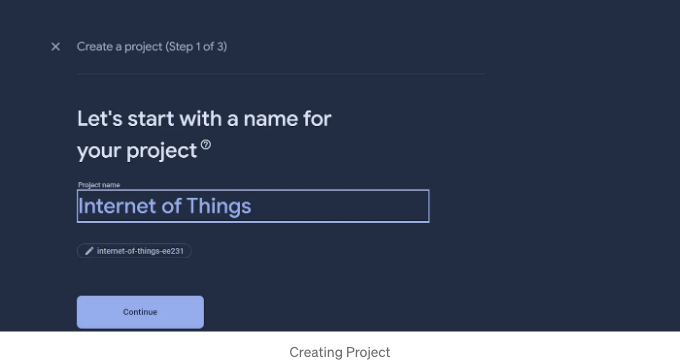 Create a project (Step 1 of 3)
Let's start with a name for
your project
Project name
Internet of Things
internet-of-things-ee231
Continue
Creating Project